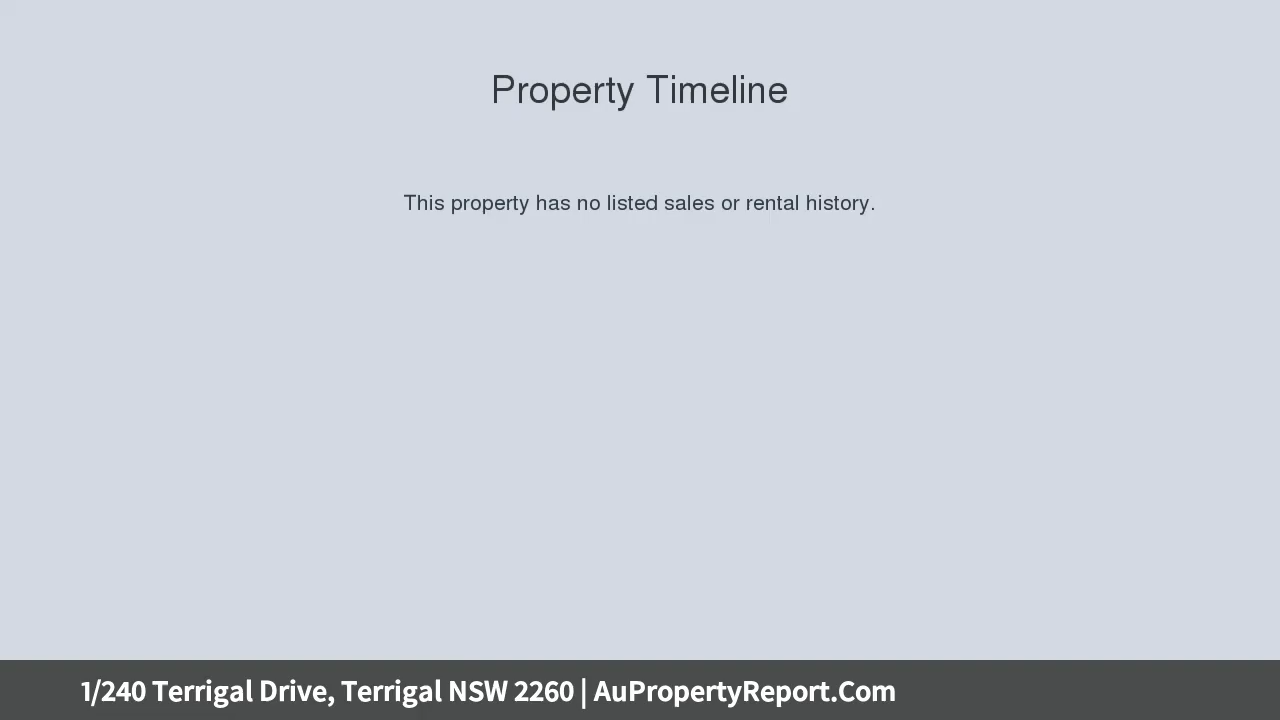 Property Timeline
This property has no listed sales or rental history.
1/240 Terrigal Drive, Terrigal NSW 2260 | AuPropertyReport.Com